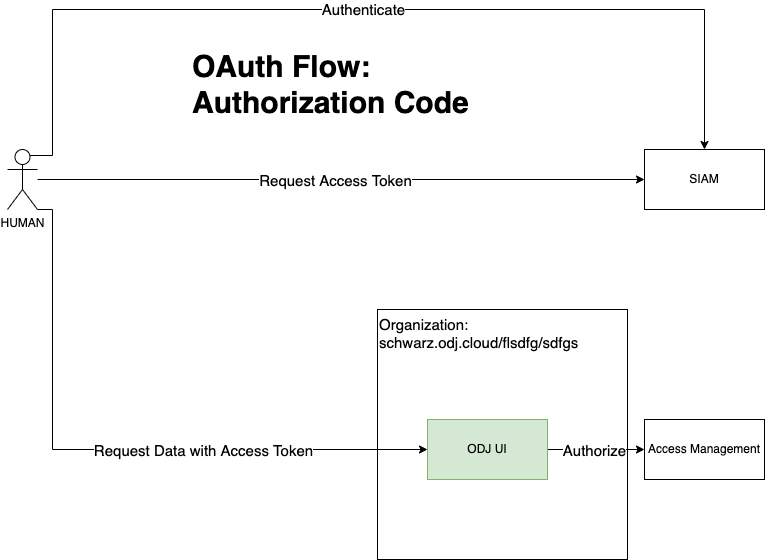 Authenticate
OAuth Flow:
Authorization Code
Request Access Token
SIAM
HUMAN
Organization:
schwarz.odj.cloud/flsdfg/sdfgs
Request Data with Access Token
ODJ UI
Authorize
Access Management